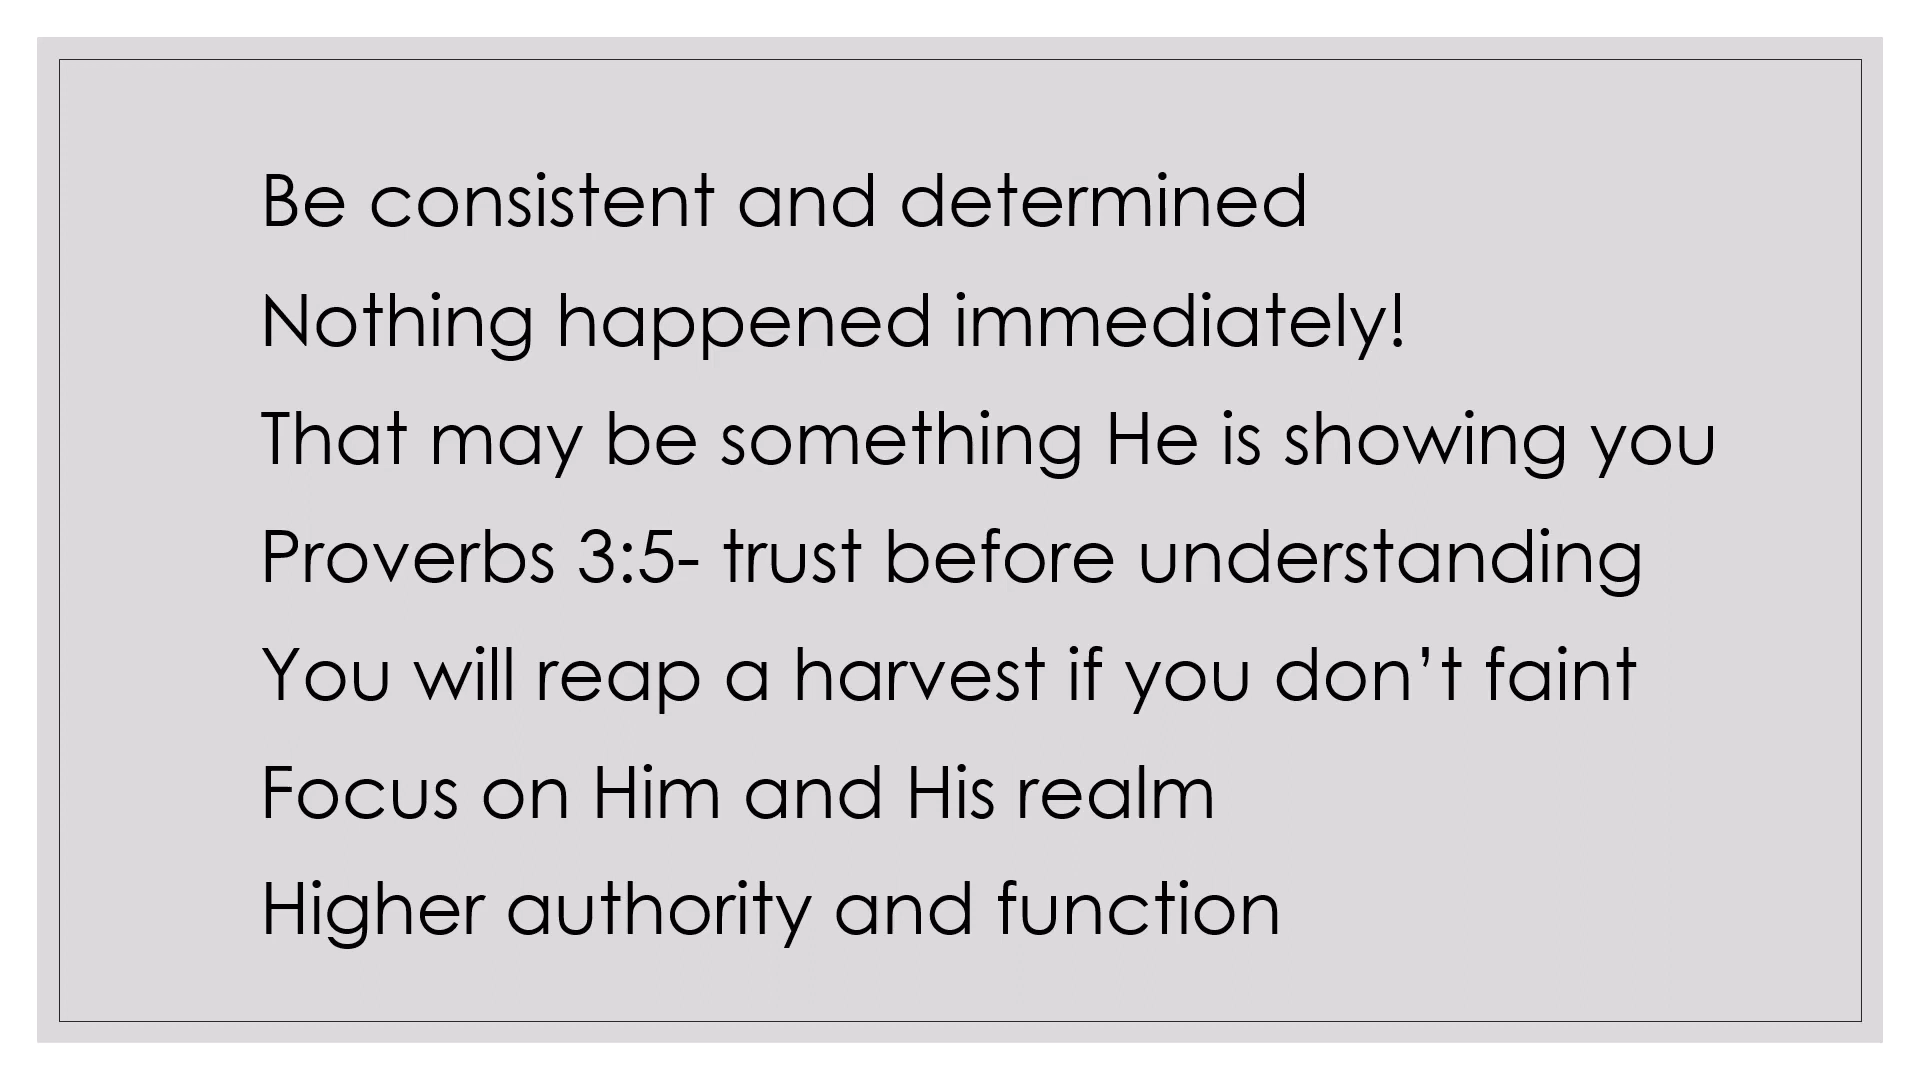 Be consistent and determined
Nothing happened immediately!
That may be something He is showing you
Proverbs 3:5- trust before understanding
You will reap a harvest if you don’t faint
Focus on Him and His realm
Higher authority and function